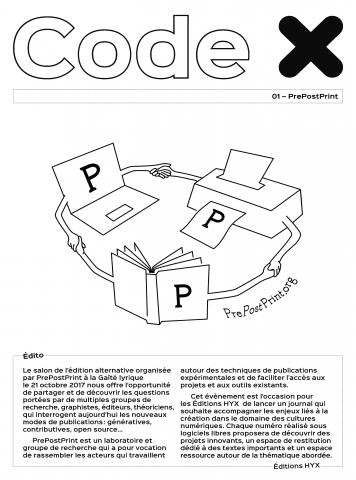 Code X
01 – PrePostPrint
P
P
P
PrePostPrint.org
Édito
Le salon de l'édition alternative organisée
par PrePostPrint à la Gaîté lyrique
le 21 octobre 2017 nous offre l'opportunité
de partager et de découvrir les questions
portées par de multiples groupes de
recherche, graphistes, éditeurs, théoriciens,
qui interrogent aujourd'hui les nouveaux
modes de publications : génératives,
contributives, open source...
PrePostPrint est un laboratoire et
groupe de recherche qui a pour vocation
de rassembler les acteurs qui travaillent
autour des techniques de publications
expérimentales et de faciliter l'accès aux
projets et aux outils existants.
Cet évènement est l'occasion pour
les Éditions HYX de lancer un journal qui
souhaite accompagner les enjeux liés à la
création dans le domaine des cultures
numériques. Chaque numéro réalisé sous
logiciels libres proposera de découvrir des
projets innovants, un espace de restitution
dédié à des textes importants et un espace
ressource autour de la thématique abordée.
Éditions HYX